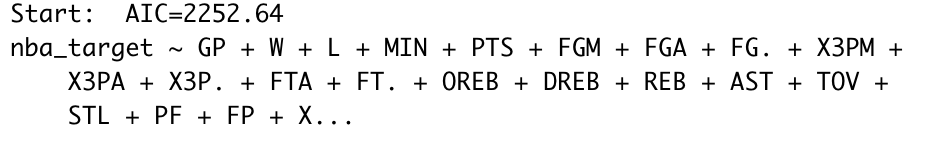 Start:  AIC=2252.64
nba_target ~ GP + W + L + MIN + PTS + FGM + FGA + FG. + X3PM +
    X3PA + X3P. + FTA + FT. + OREB + DREB + REB + AST + TOV +
    STL + PF + FP + X...